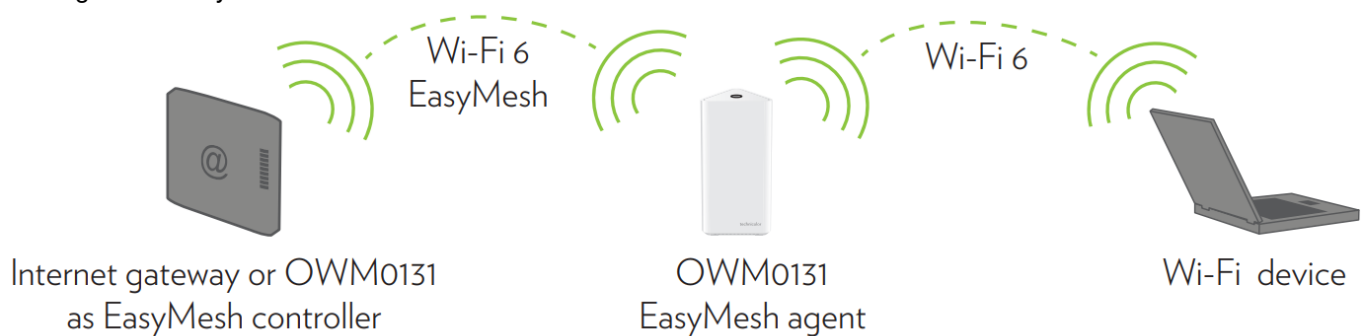 Wi-Fi 6
EasyMesh
Wi-Fi 6
@
technicolor
Internet gateway or OWM0131
as EasyMesh controller
OWM0131
EasyMesh agent
Wi-Fi device